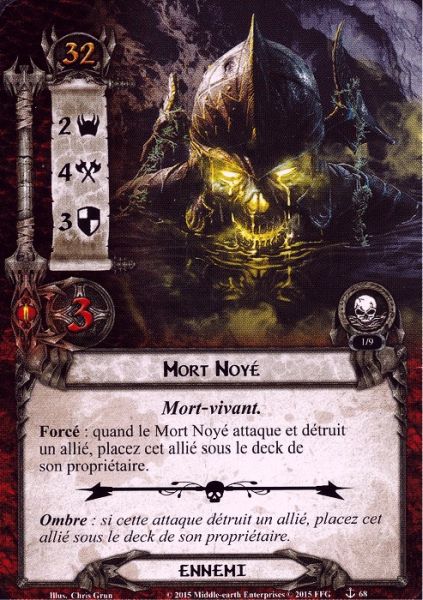 32
2
4
3
3
1/9
Mort Noyé
Mort-vivant.
Forcé : quand le Mort Noyé attaque et détruit
un allié, placez cet allié sous le deck de
son propriétaire.
Ombre : si cette attaque détruit un allié, placez cet
allié sous le deck de son propriétaire.
ENNEMI
Illus. Chris Grun
© 2015 Middle-earth Enterprises © 2015 FFG
68